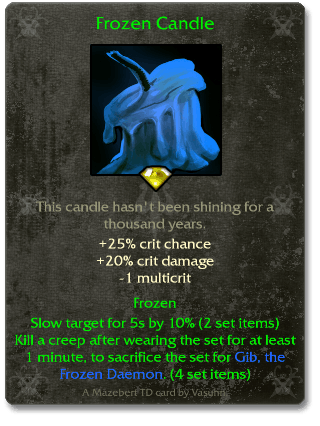 Frozen Candle
This candle hasn't been shining for a
thousand years.
+25% crit chance
+20% crit damage
-1 multicrit
Frozen
Slow target for 5s by 10% (2 set items)
Kill a creep after wearing the set for at least
1 minute, to sacrifice the set for Gib, the
Frozen Daemon. (4 set items)
A Mazebert TD card by Vasuhn